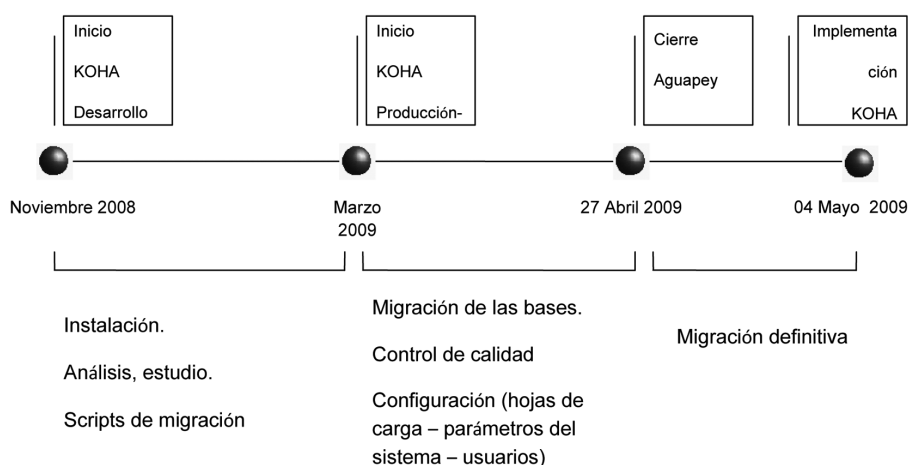 Inicio
KOHA
Desarrollo
Inicio
KOHA
Producción-
Cierre
Aguapey
Implementa
ción
KOHA
Noviembre 2008
Marzo
2009
27 Abril 2009
04 Mayo 2009
Instalación.
Análisis, estudio.
Scripts de migración
Migración de las bases.
Control de calidad
Configuración (hojas de
carga – parámetros del
sistema – usuarios)
Migración definitiva